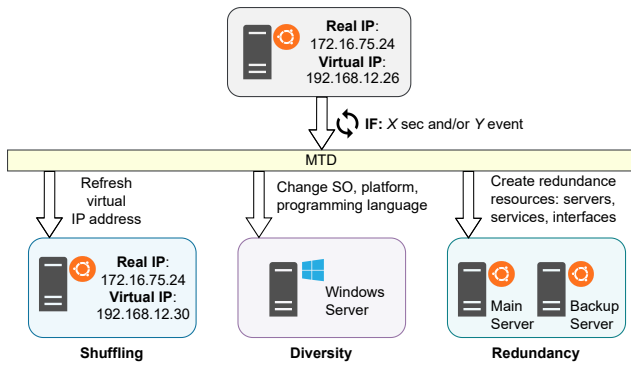 Real IP:
172.16.75.24
Virtual IP:
192.168.12.26
IF: X sec and/or Y event
MTD
Refresh
virtual
IP address
Change SO, platform,
programming language
Create redundance
resources: servers,
services, interfaces
Real IP:
172.16.75.24
Virtual IP:
192.168.12.30
Windows
Server
Main
Server
Backup
Server
Shuffling
Diversity
Redundancy